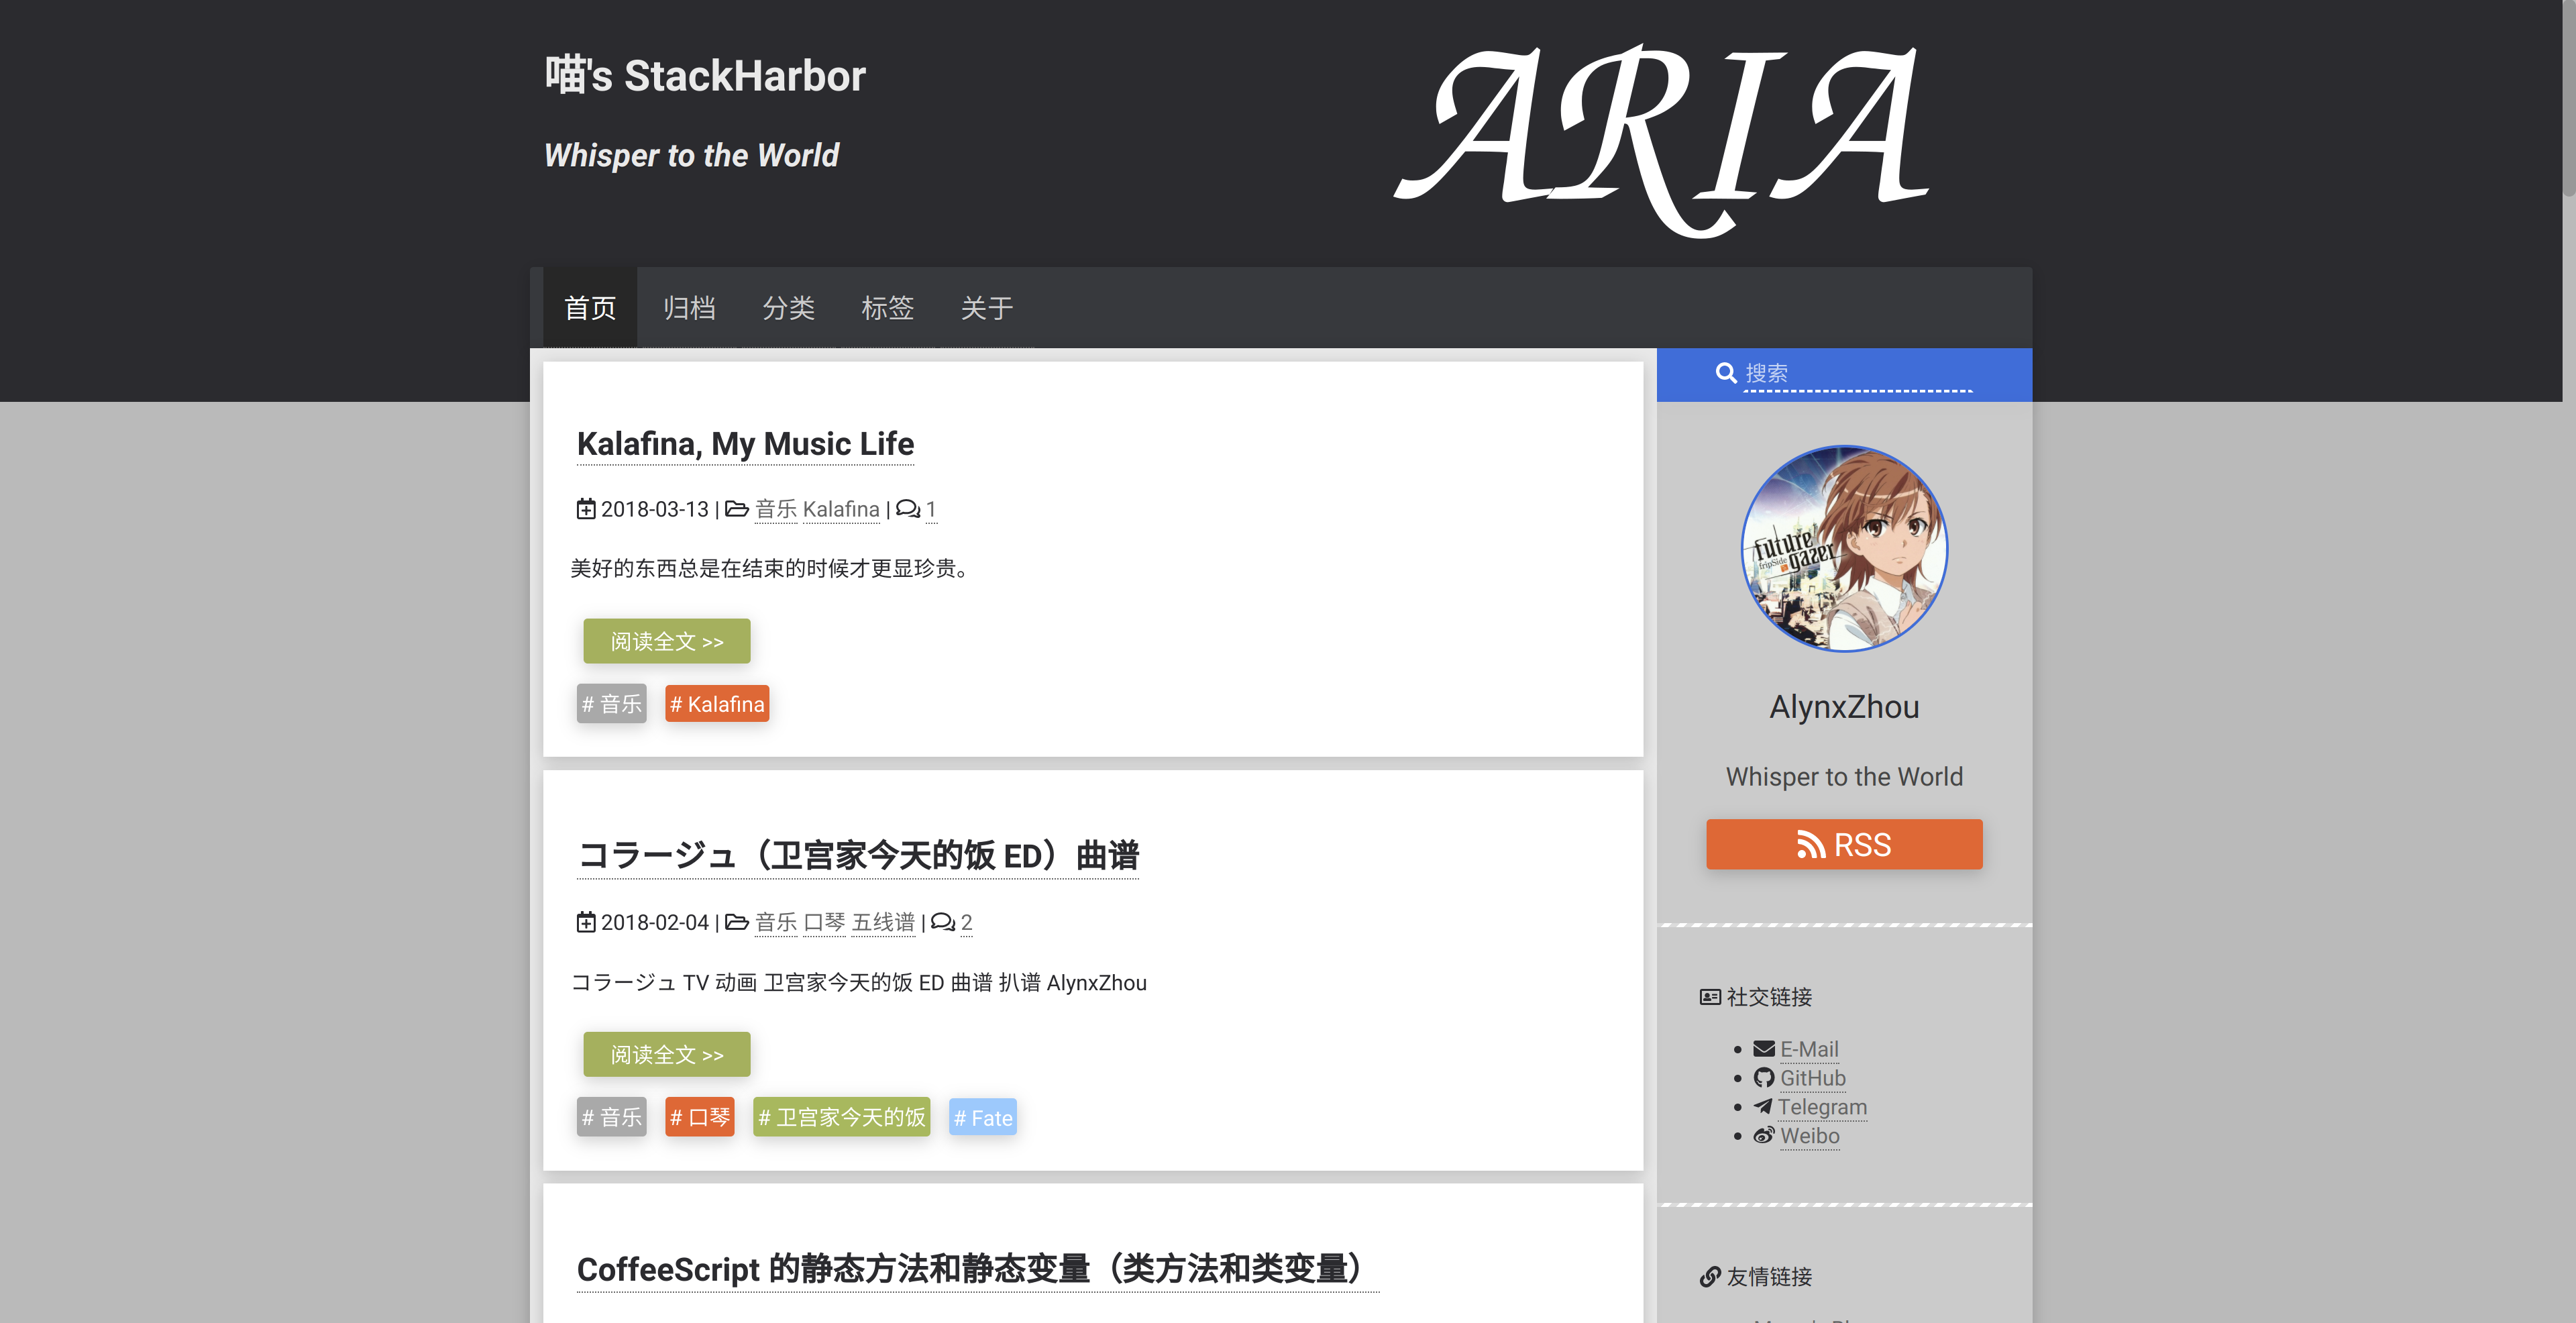 喵's StackHarbor
Whisper to the World
ARIA
首页 归档 分类 标签 关于
搜索
Kalafina, My Music Life
2018-03-13 | 音乐 Kalafina | 1
美好的东西总是在结束的时候才更显珍贵。
阅读全文 >>
# 音乐 # Kalafina
コラージュ（卫宫家今天的饭 ED）曲谱
2018-02-04 | 音乐 口琴 五线谱 | 2
コラージュ TV 动画 卫宫家今天的饭 ED 曲谱 扒谱 AlynxZhou
阅读全文 >>
# 音乐 # 口琴 # 卫宫家今天的饭 # Fate
CoffeeScript 的静态方法和静态变量（类方法和类变量）
future
gazer
fripSide
AlynxZhou
Whisper to the World
RSS
社交链接
E-Mail
GitHub
Telegram
Weibo
友情链接